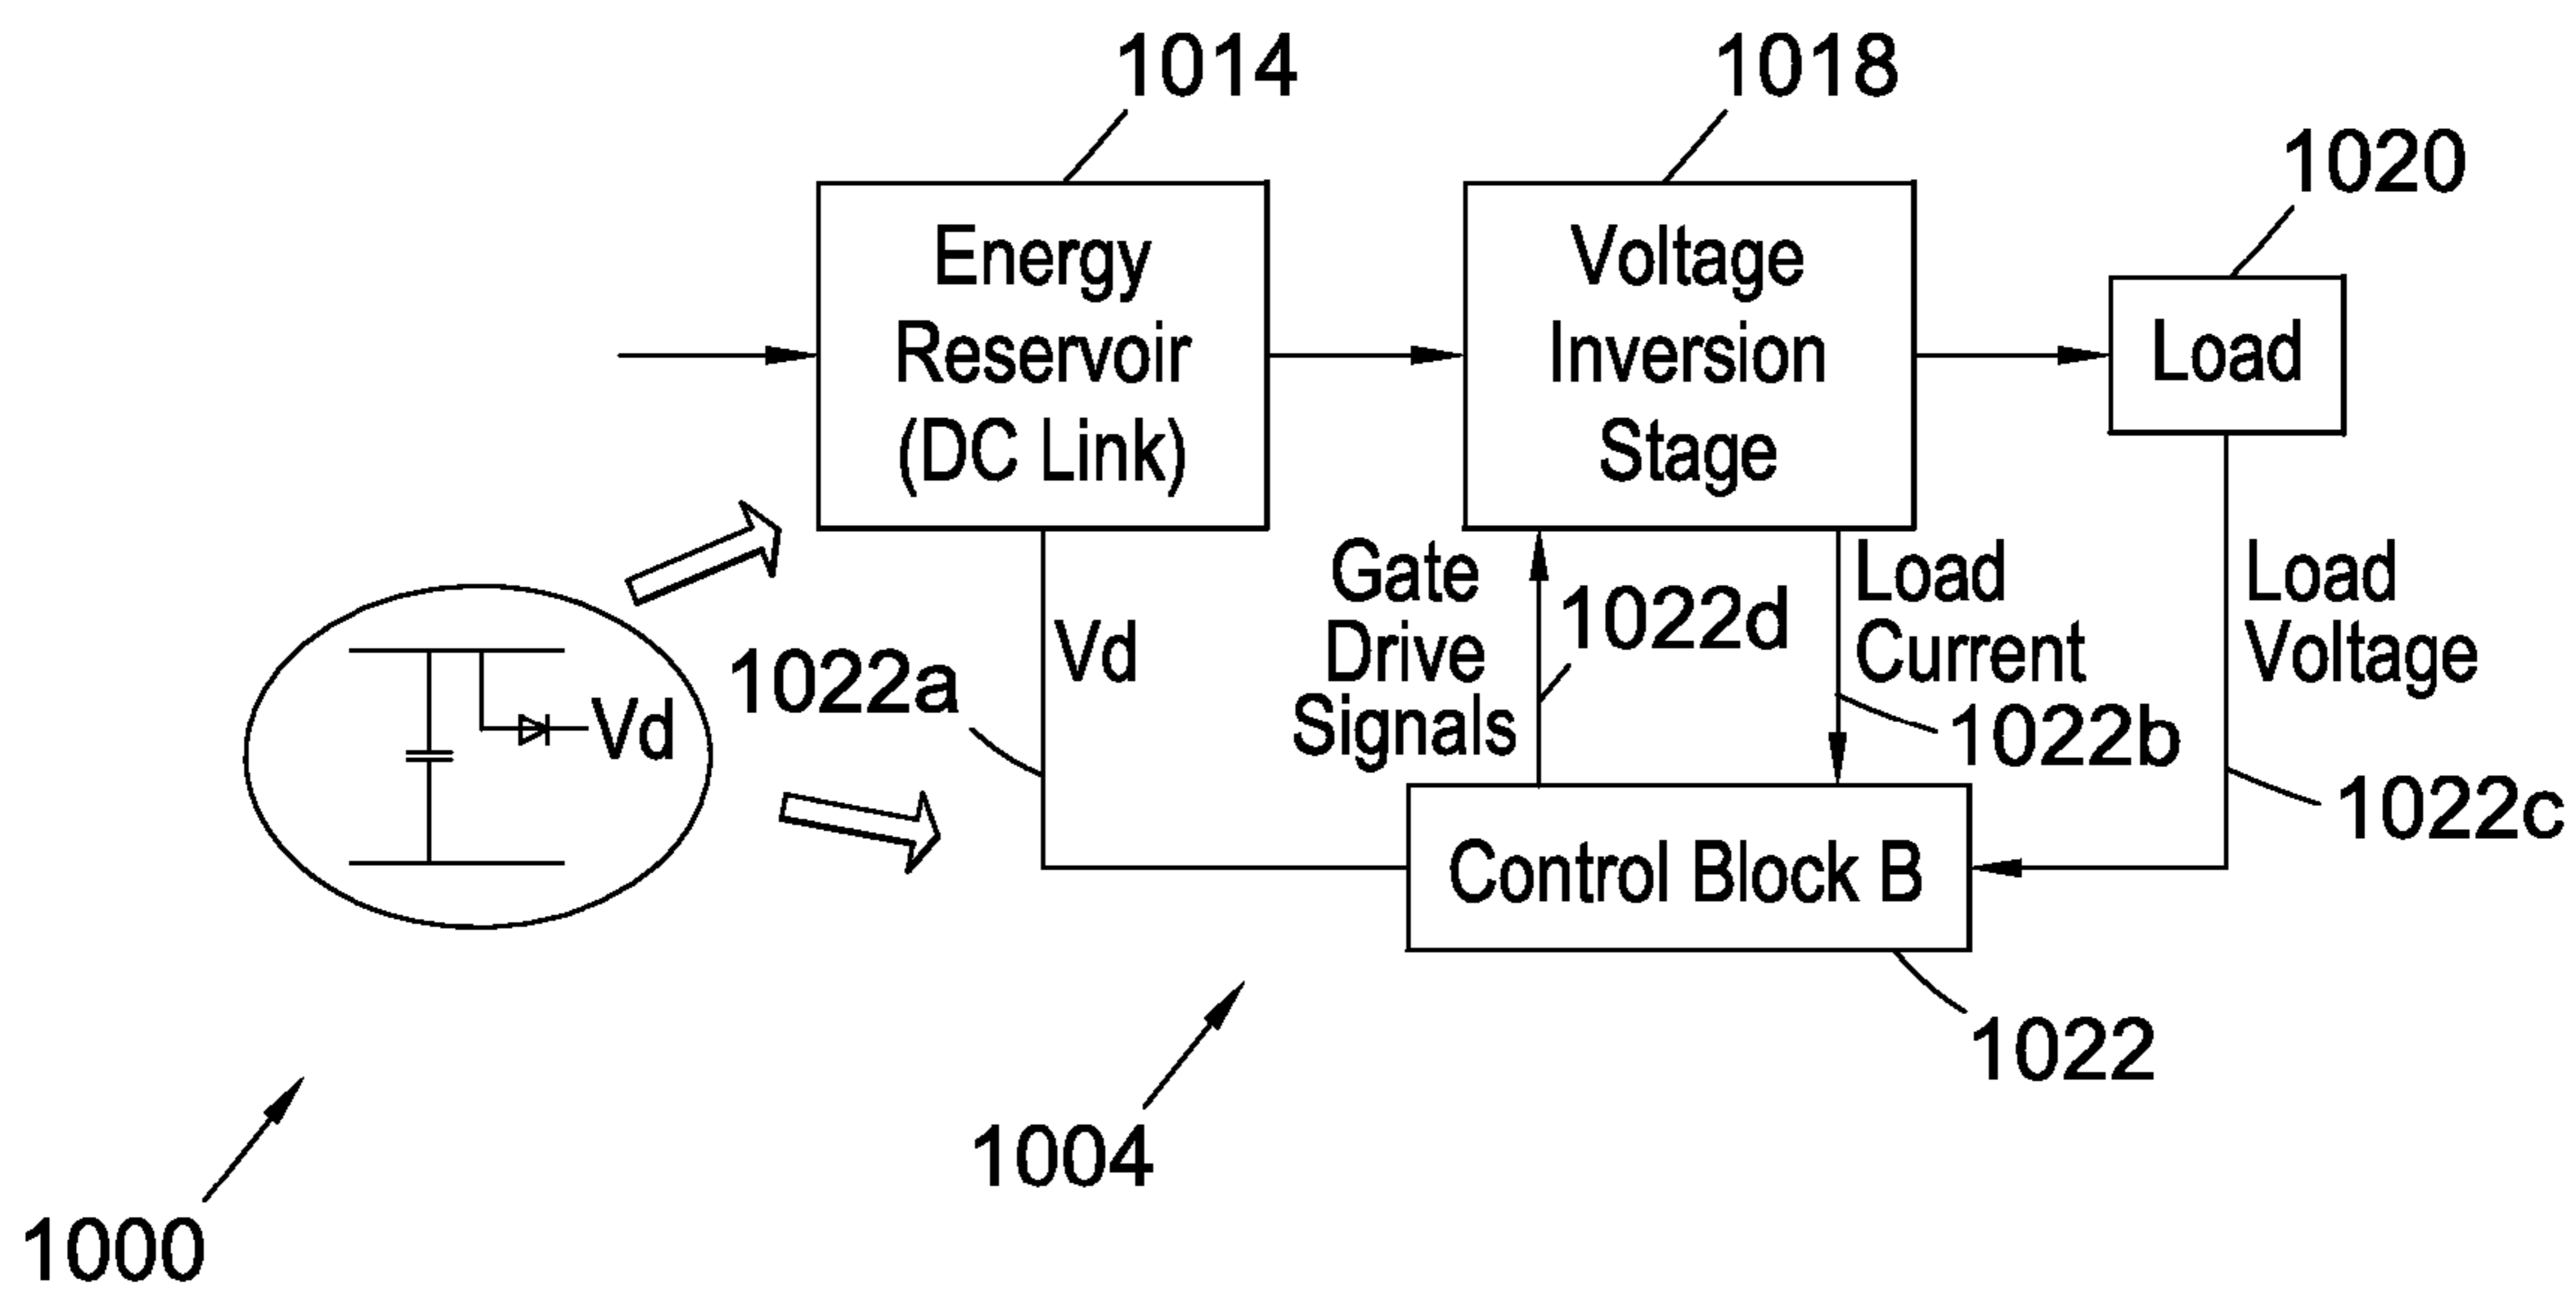 1014
1018
1020
Energy
Reservoir
(DC Link)
Voltage
Inversion
Stage
Load
Gate
Drive
Signals
1022d
Load
Current
Load
Voltage
1022a
Vd
Vd
1022b
1022c
Control Block B
1022
1004
1000